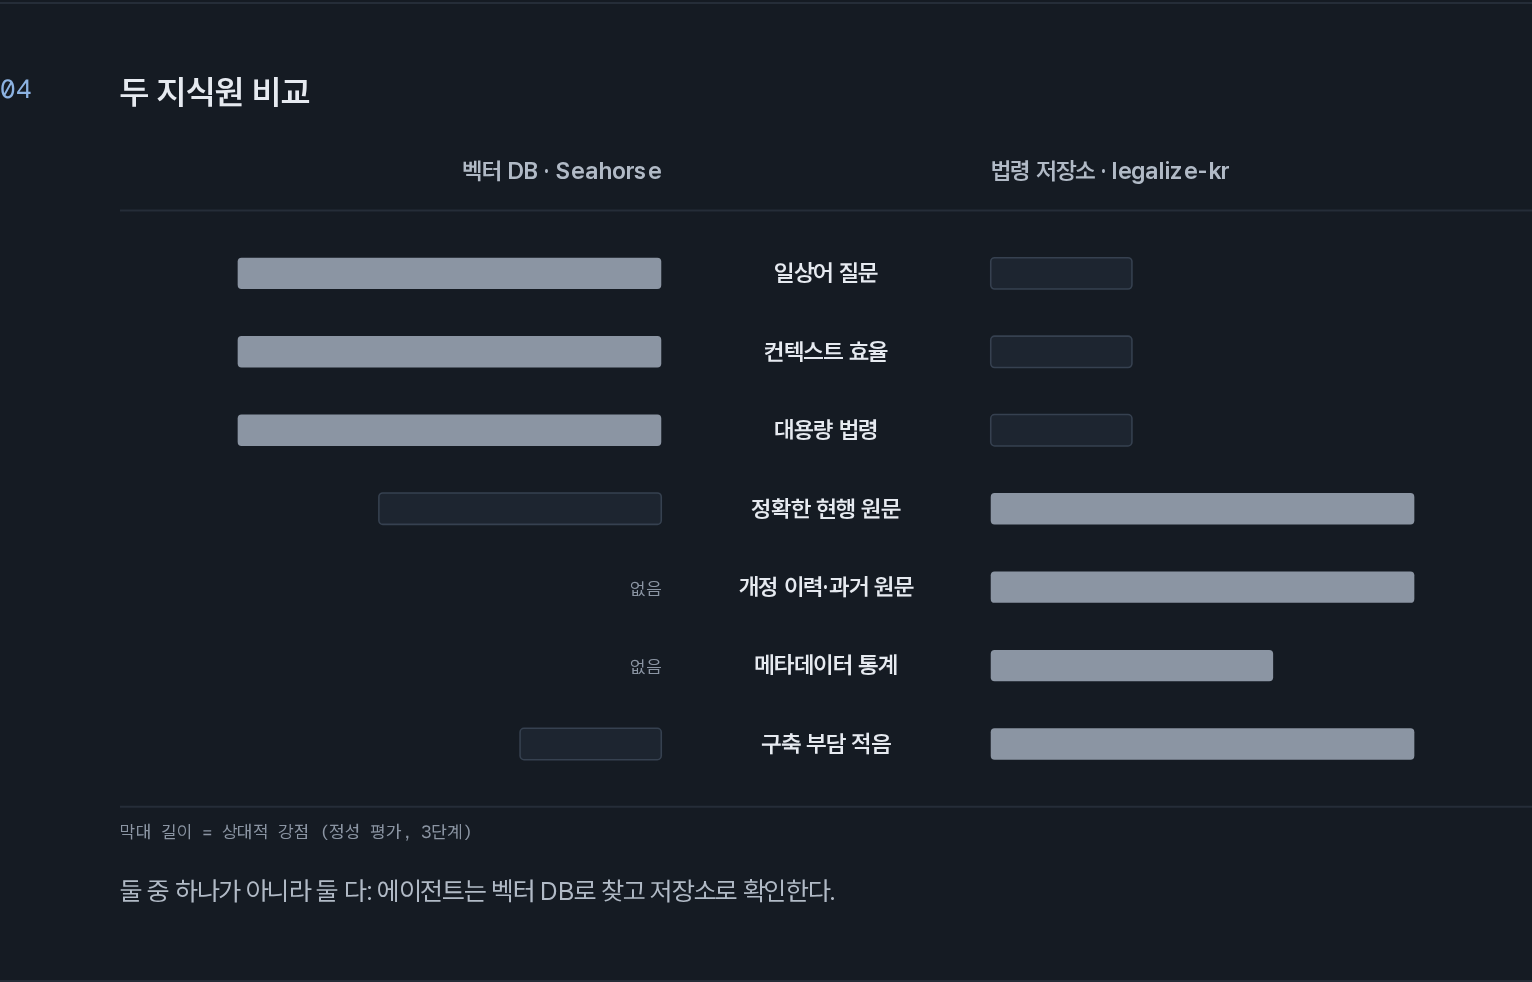 04
두 지식원 비교
벡터 DB · Seahorse
법령 저장소 · legalize-kr
일상어 질문
컨텍스트 효율
대용량 법령
정확한 현행 원문
없음
개정 이력·과거 원문
없음
메타데이터 통계
구축 부담 적음
막대 길이 = 상대적 강점 (정성 평가, 3단계)
둘 중 하나가 아니라 둘 다: 에이전트는 벡터 DB로 찾고 저장소로 확인한다.